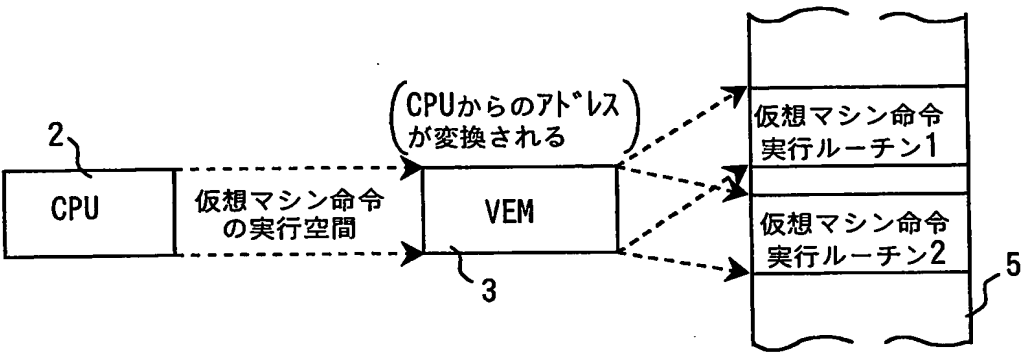 2
CPU
仮想マシン命令
の実行空間
(CPUからのアドレス
が変換される)
VEM
3
仮想マシン命令
実行ルーチン1
仮想マシン命令
実行ルーチン2
5